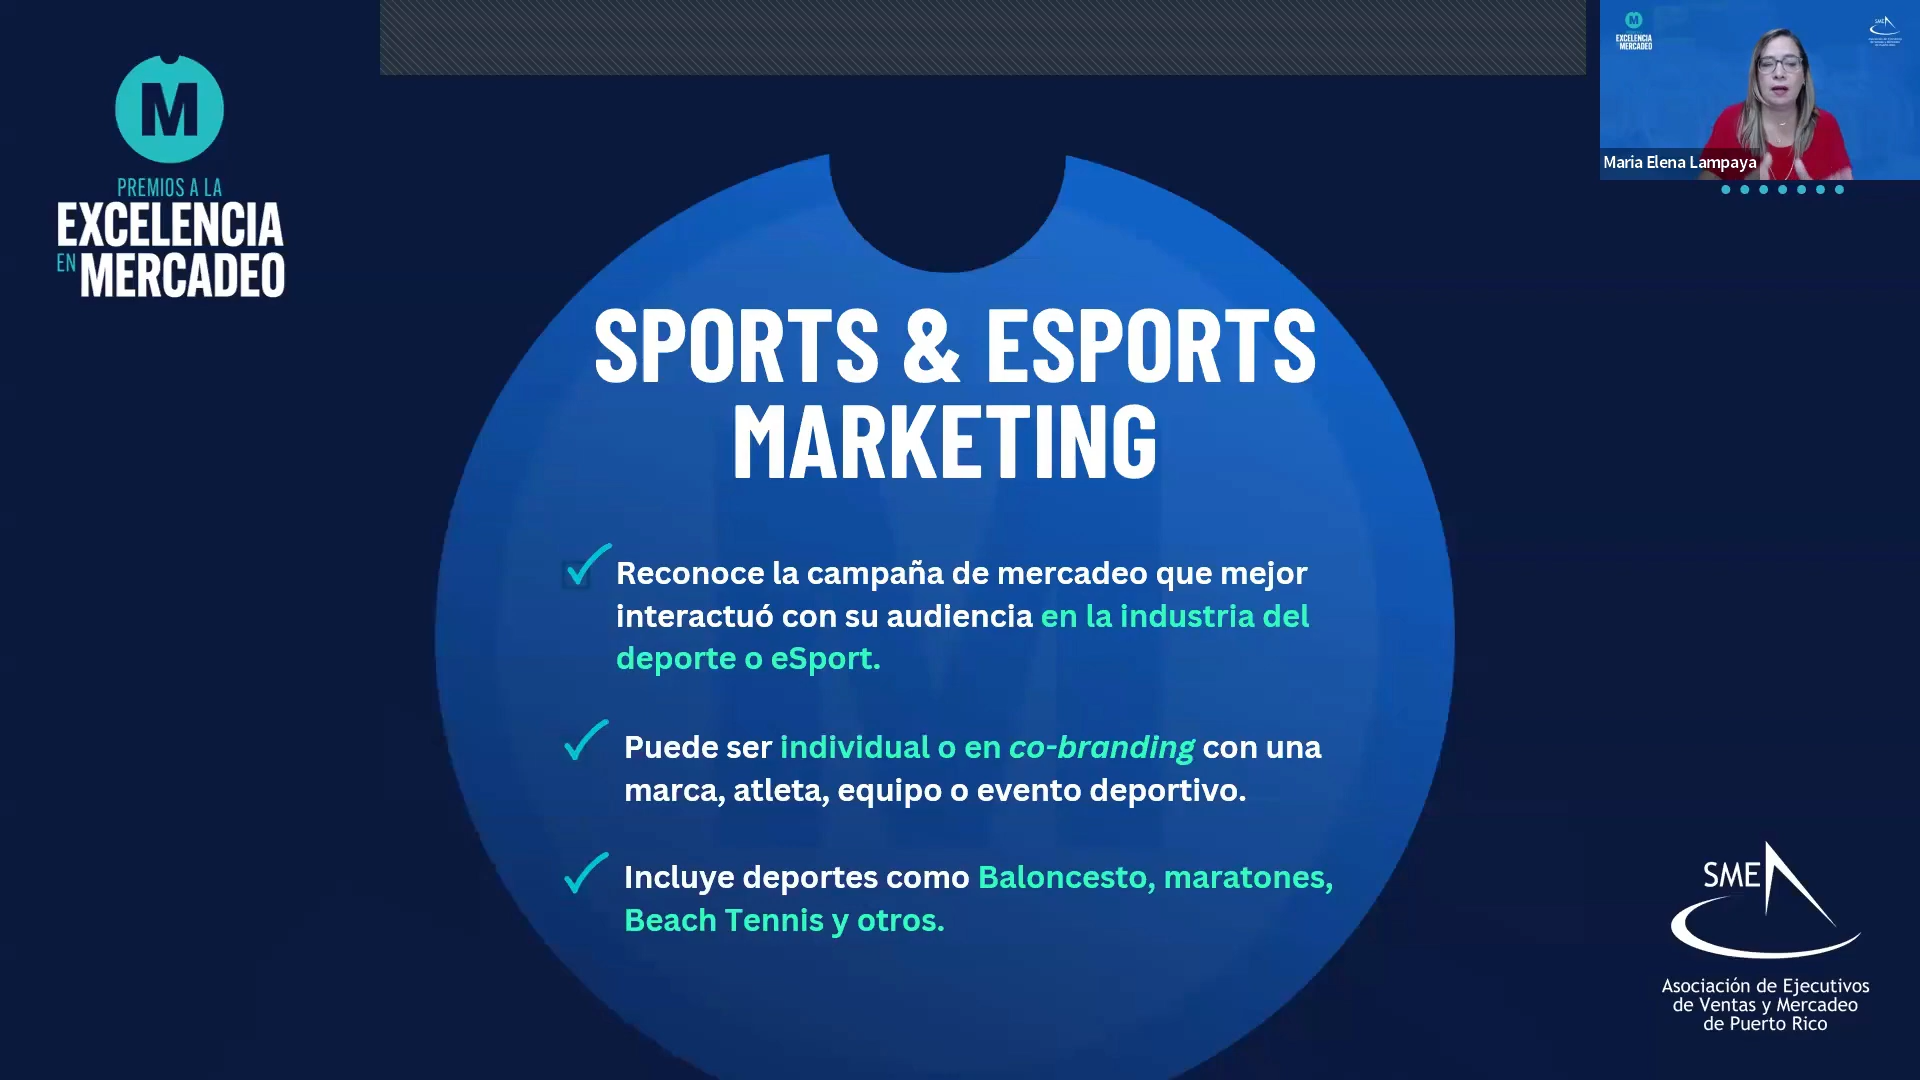 M
PREMIOS A LA
EXCELENCIA
EN MERCADEO
M
EXCELENCIA
EN MERCADEO
SME
Maria Elena Lampaya
SPORTS & ESPORTS
MARKETING
Reconoce la campaña de mercadeo que mejor
interactuó con su audiencia en la industria del
deporte o eSport.
Puede ser individual o en co-branding con una
marca, atleta, equipo o evento deportivo.
Incluye deportes como Baloncesto, maratones,
Beach Tennis y otros.
SME
Asociación de Ejecutivos
de Ventas y Mercadeo
de Puerto Rico